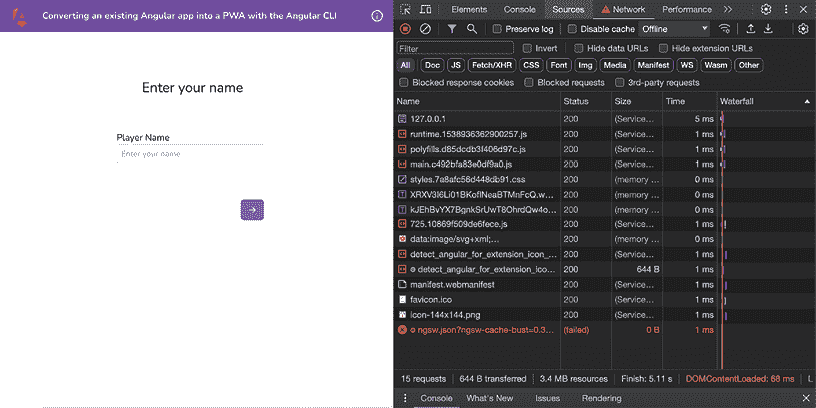 Converting an existing Angular app into a PWA with the Angular CLI
Enter your name
Player Name
Enter your name
Elements Console Sources Network Performance
Preserve log Disable cache Offline
Filter Invert Hide data URLs Hide extension URLs
All Doc JS Fetch/XHR CSS Font Img Media Manifest WS Wasm Other
Blocked response cookies Blocked requests 3rd-party requests
Name Status Size Time Waterfall
127.0.0.1 200 (Service... 5 ms
runtime.1538936362900257.js 200 (Service... 1 ms
polyfills.d85dcdb3f406d97c.js 200 (Service... 1 ms
main.c492bfa83e0df9a0.js 200 (Service... 1 ms
styles.7a8afc56d448db91.css 200 (memory ... 0 ms
200 (memory ... 0 ms
200 (memory ... 0 ms
725.10869f509de6fece.js 200 (Service... 1 ms
data:image/svg+xml;... 200 (memory ... 0 ms
detect_angular_for_extension_icon_... 200 (Service... 1 ms
detect_angular_for_extension_ico... 200 644 B 1 ms
manifest.webmanifest 200 (Service... 1 ms
favicon.ico 200 (Service... 1 ms
icon-144x144.png 200 (Service... 1 ms
ngsw.json?ngsw-cache-bust=0.3... (failed) 0 B 1 ms
15 requests 644 B transferred 3.4 MB resources Finish: 5.11 s DOMContentLoaded: 66 ms L
Console What's New Issues Rendering